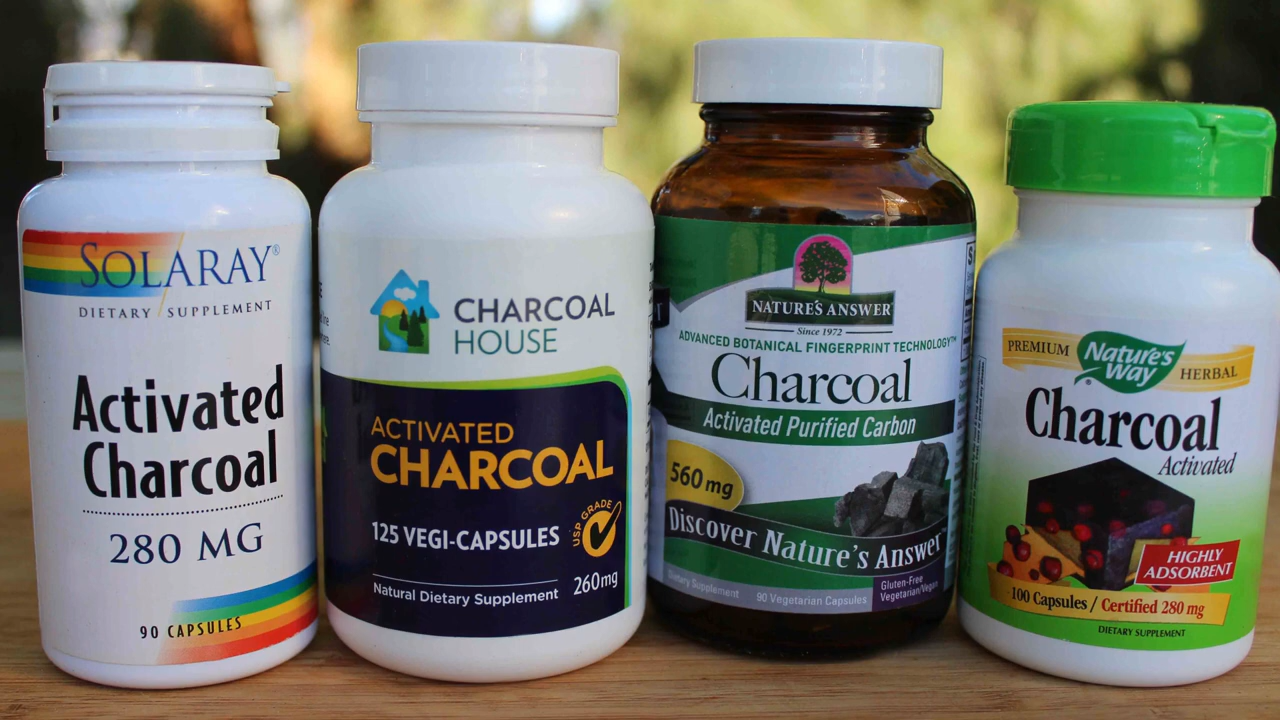 SOLARAY®
DIETARY SUPPLEMENT
Activated
Charcoal
280 MG
90 CAPSULES
CHARCOAL
HOUSE
ACTIVATED
CHARCOAL
125 VEGI-CAPSULES
USP GRADE
260mg
Natural Dietary Supplement
NATURE'S ANSWER
Since 1972
ADVANCED BOTANICAL FINGERPRINT TECHNOLOGY™
Charcoal
Activated Purified Carbon
560 mg
Discover Nature's Answer
Dietary Supplement
90 Vegetarian Capsules
Gluten-Free
Vegetarian/Vegan
PREMIUM
Nature's
Way
HERBAL
Charcoal
Activated
HIGHLY
ADSORBENT
100 Capsules / Certified 280 mg
DIETARY SUPPLEMENT